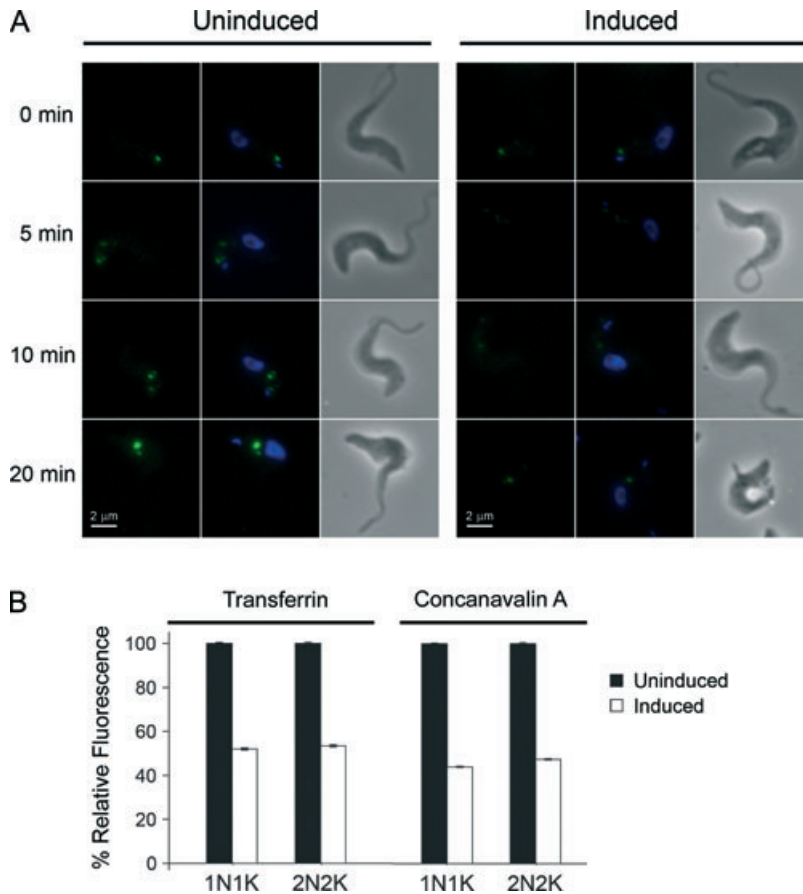 A
Uninduced Induced
0 min
5 min
10 min
20 min
2 μm 2 μm
B
Transferrin Concanavalin A
% Relative Fluorescence
100
80
60
40
20
0
1N1K 2N2K 1N1K 2N2K
Uninduced
Induced